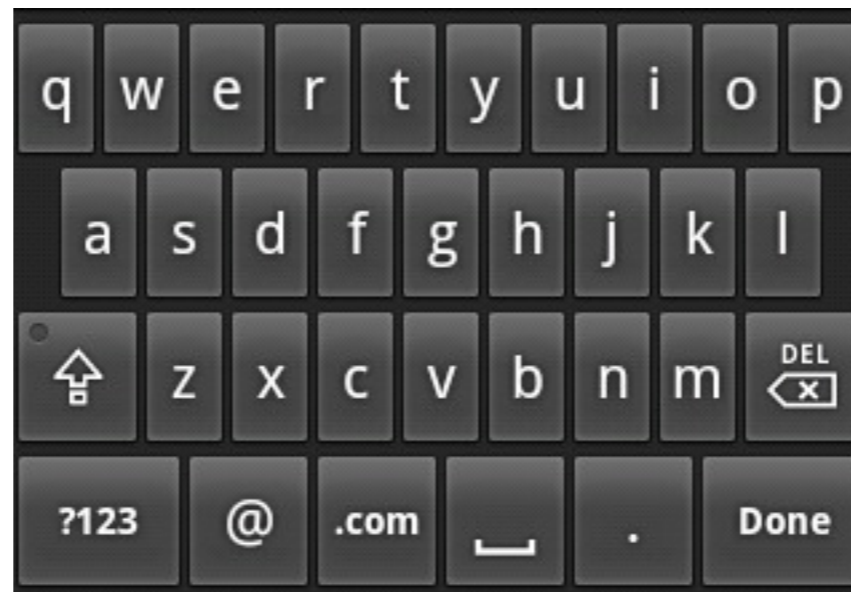 q w e r t y u i o p
a s d f g h j k l
z x c v b n m DEL
?123 @ .com . Done